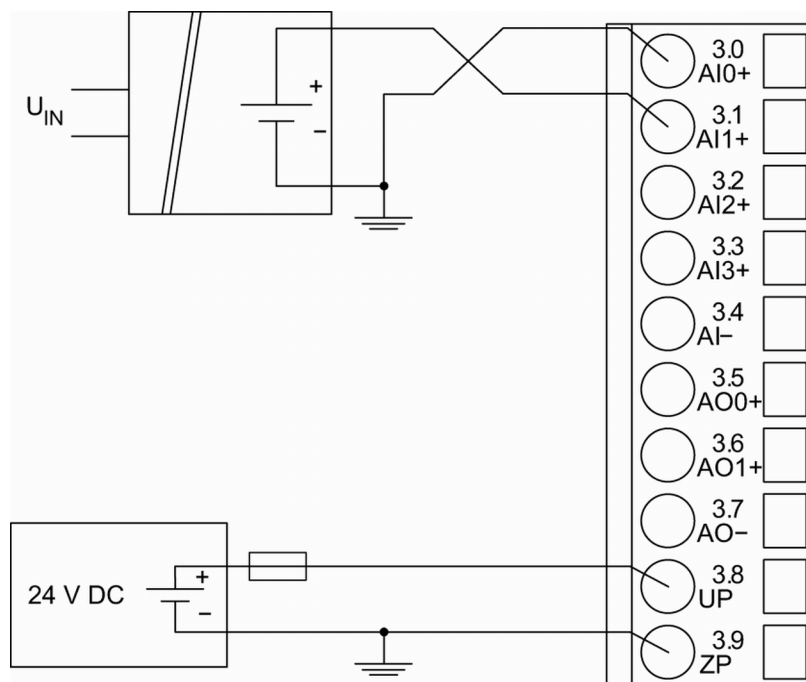 UIN
+
−
3.0
AI0+
3.1
AI1+
3.2
AI2+
3.3
AI3+
3.4
AI−
3.5
AO0+
3.6
AO1+
3.7
AO−
24 V DC
+
−
3.8
UP
3.9
ZP